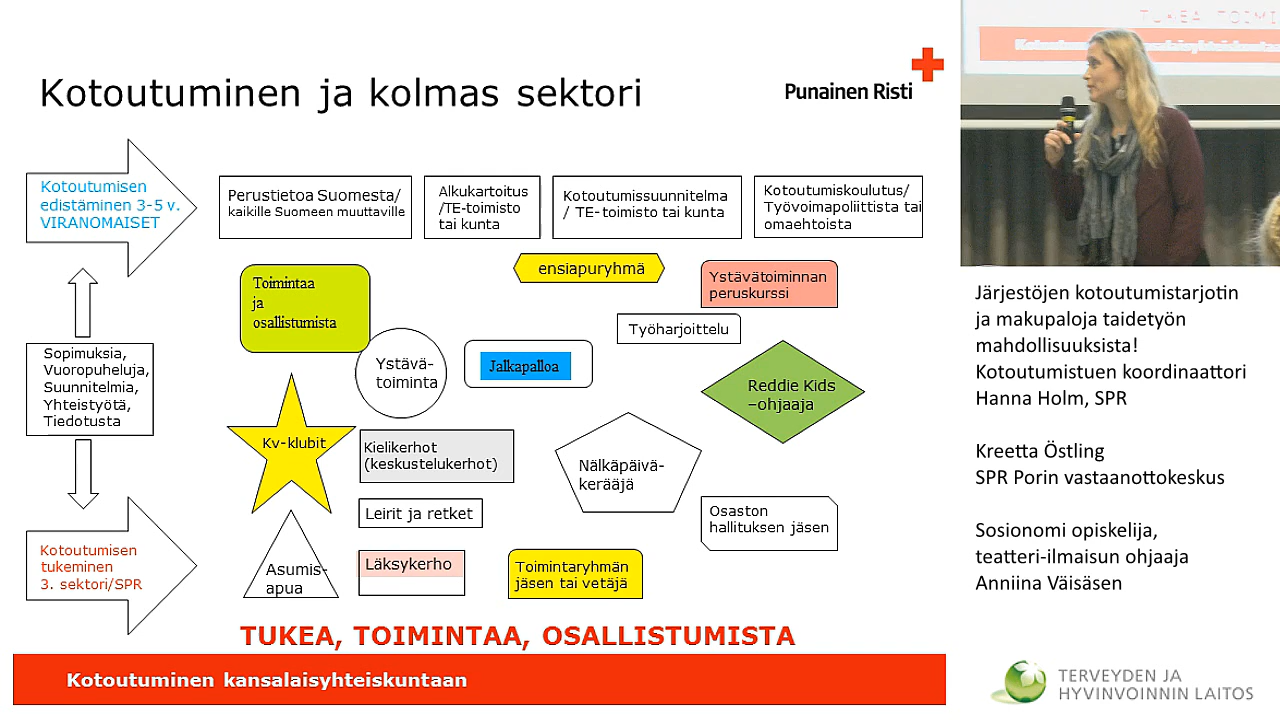 Kotoutuminen ja kolmas sektori
Punainen Risti
Kotoutumisen
edistäminen 3-5 v.
VIRANOMAISET
Perustietoa Suomesta/
kaikille Suomeen muuttaville
Alkukartoitus
/TE-toimisto
tai kunta
Kotoutumissuunnitelma
/ TE-toimisto tai kunta
Kotoutumiskoulutus/
Työvoimapoliittista tai
omaehtoista
Toimintaa
ja
osallistumista
ensiapuryhmä
Ystävätoiminnan
peruskurssi
Työharjoittelu
Ystävä-
toiminta
Jalkapalloa
Reddie Kids
–ohjaaja
Sopimuksia,
Vuoropuheluja,
Suunnitelmia,
Yhteistyötä,
Tiedotusta
Kv-klubit
Kielikerhot
(keskustelukerhot)
Nälkäpäivä-
kerääjä
Leirit ja retket
Osaston
hallituksen jäsen
Kotoutumisen
tukeminen
3. sektori/SPR
Asumis-
apua
Läksykerho
Toimintaryhmän
jäsen tai vetäjä
TUKEA, TOIMINTAA, OSALLISTUMISTA
Kotoutuminen kansalaisyhteiskuntaan
TUKEA TOIMI
Järjestöjen kotoutumistarjotin
ja makupaloja taidetyön
mahdollisuuksista!
Kotoutumistuen koordinaattori
Hanna Holm, SPR
Kreetta Östling
SPR Porin vastaanottokeskus
Sosionomi opiskelija,
teatteri-ilmaisun ohjaaja
Anniina Väisäsen
TERVEYDEN JA
HYVINVOINNIN LAITOS